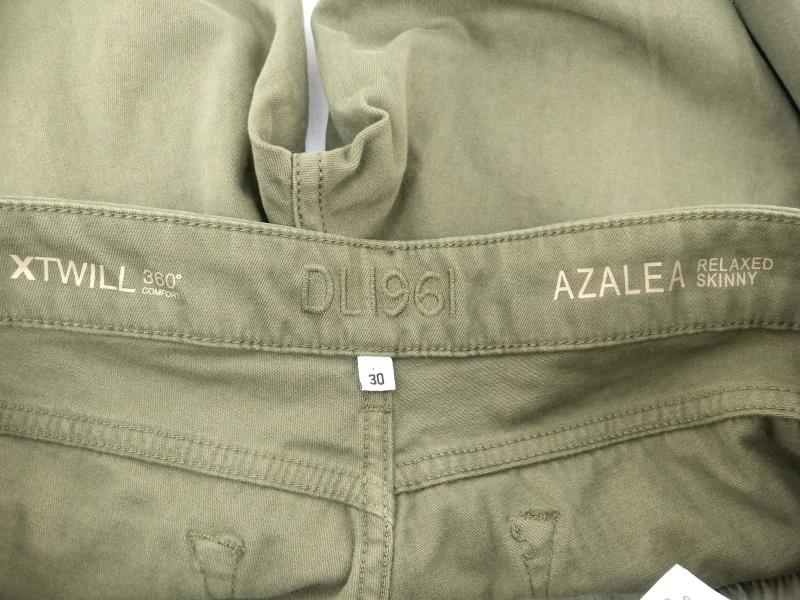 XTWILL 360°
COMFORT
DL1961
AZALEA RELAXED
SKINNY
30